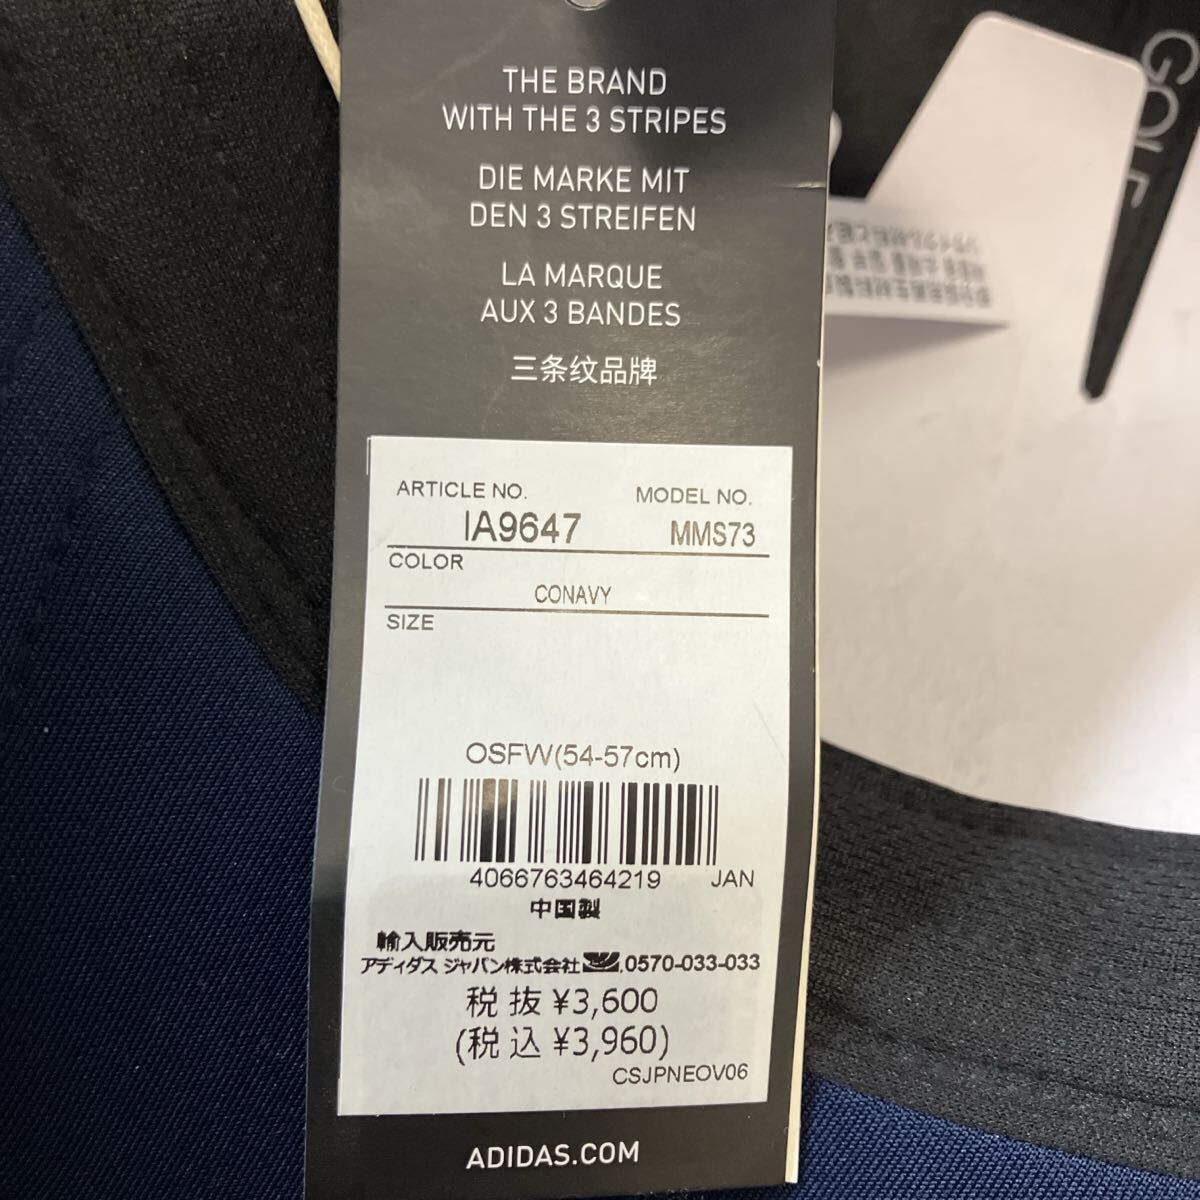 THE BRAND
WITH THE 3 STRIPES
DIE MARKE MIT
DEN 3 STREIFEN
LA MARQUE
AUX 3 BANDES
三条纹品牌
ARTICLE NO.
MODEL NO.
IA9647
MMS73
COLOR
CONAVY
SIZE
OSFW(54-57cm)
4066763464219 JAN
中国製
輸入販売元
アディダス ジャパン株式会社 0570-033-033
税抜 ¥3,600
(税込 ¥3,960)
CSJPNEOV06
ADIDAS.COM
GOLF